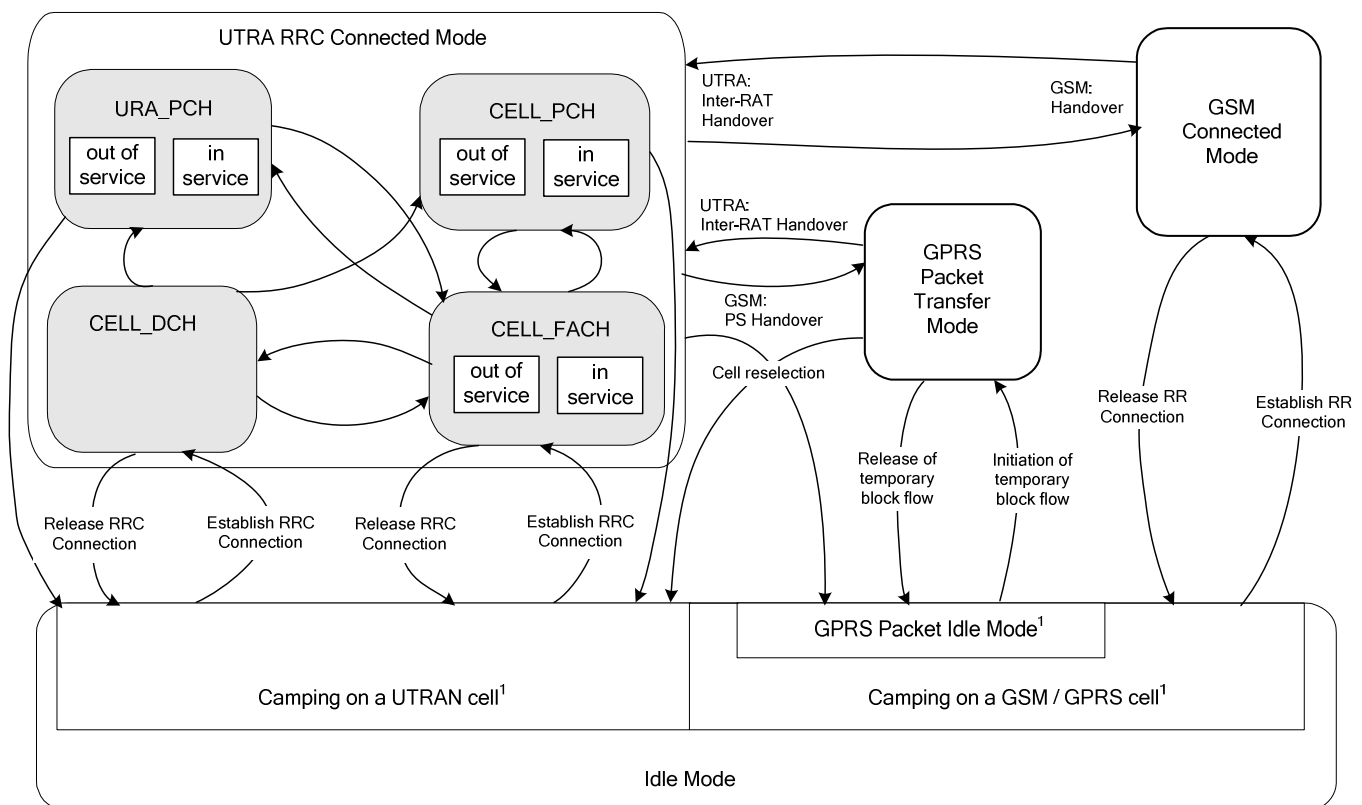 UTRA RRC Connected Mode
URA_PCH
out of
service
in
service
CELL_PCH
out of
service
in
service
CELL_DCH
CELL_FACH
out of
service
in
service
UTRA:
Inter-RAT
Handover
GSM:
Handover
GSM
Connected
Mode
UTRA:
Inter-RAT Handover
GPRS
Packet
Transfer
Mode
GSM:
PS Handover
Cell reselection
Release RR
Connection
Establish RR
Connection
Release of
temporary
block flow
Initiation of
temporary
block flow
Release RRC
Connection
Establish RRC
Connection
Release RRC
Connection
Establish RRC
Connection
GPRS Packet Idle Mode¹
Camping on a UTRAN cell¹
Camping on a GSM / GPRS cell¹
Idle Mode